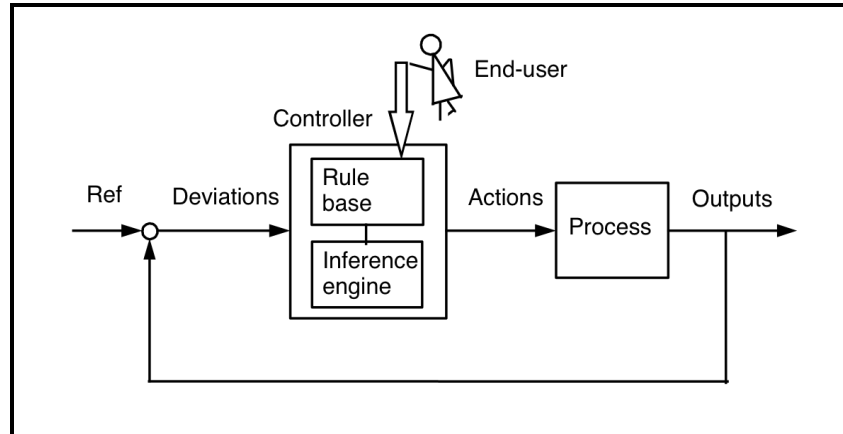 End-user
Controller
Ref
Deviations
Rule
base
Inference
engine
Actions
Process
Outputs